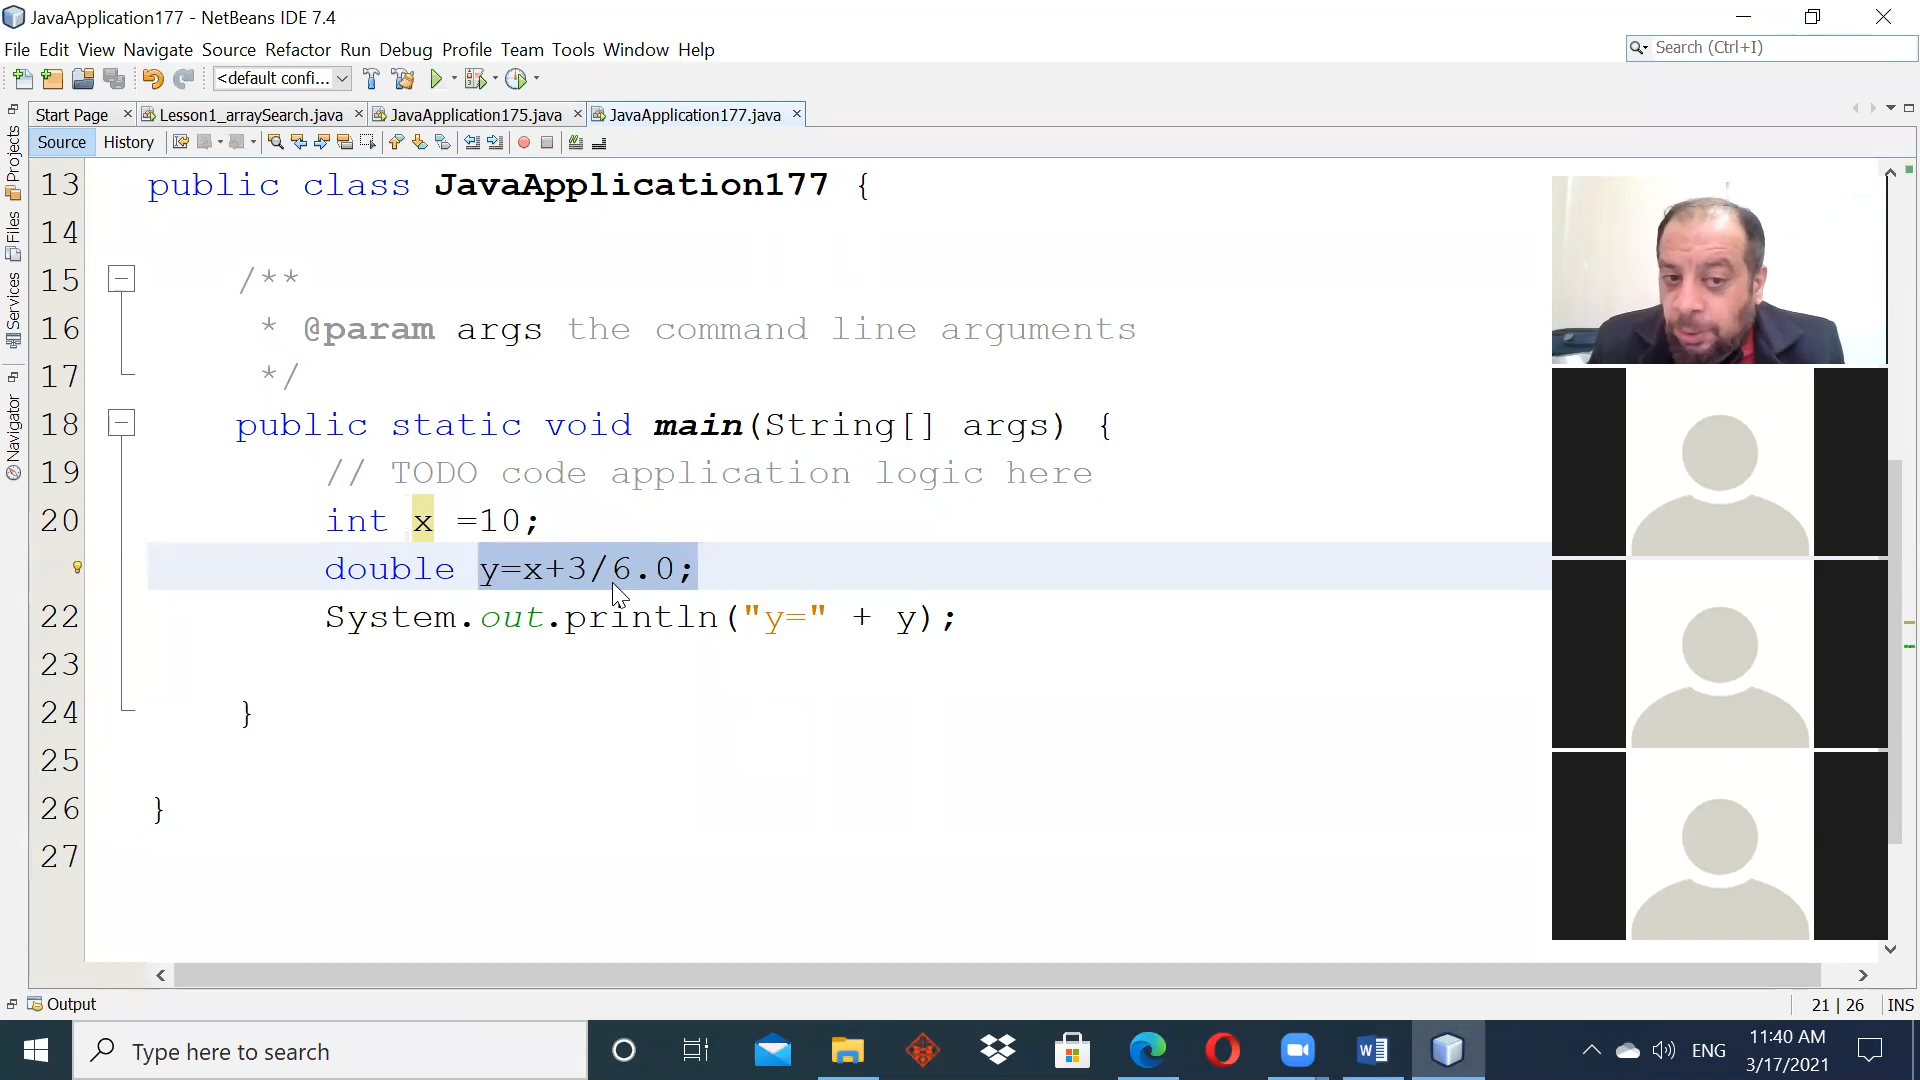 JavaApplication177 - NetBeans IDE 7.4
File Edit View Navigate Source Refactor Run Debug Profile Team Tools Window Help
Search (Ctrl+I)
<default confi...
Start Page
Lesson1_arraySearch.java
JavaApplication175.java
JavaApplication177.java
Source History
Projects
Files
Services
Navigator
13 public class JavaApplication177 {
14
15 /**
16 * @param args the command line arguments
17 */
18 public static void main(String[] args) {
19 // TODO code application logic here
20 int x =10;
double y=x+3/6.0;
22 System.out.println("y=" + y);
23
24 }
25
26 }
27
Output
21 | 26 INS
Type here to search
ENG
11:40 AM
3/17/2021